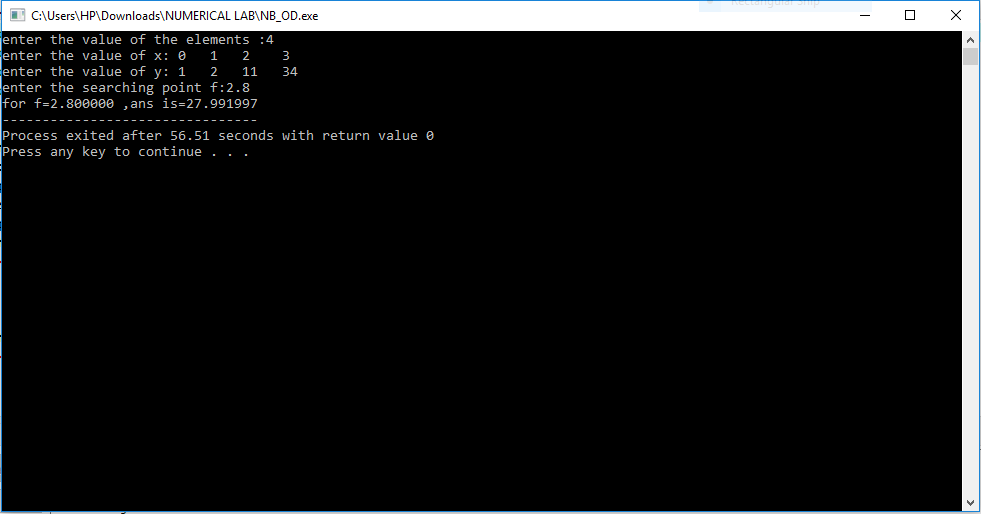 Rectangular Snip
C:\Users\HP\Downloads\NUMERICAL LAB\NB_OD.exe
enter the value of the elements :4
enter the value of x: 0   1   2    3
enter the value of y: 1   2   11   34
enter the searching point f:2.8
for f=2.800000 ,ans is=27.991997
--------------------------------
Process exited after 56.51 seconds with return value 0
Press any key to continue . . .